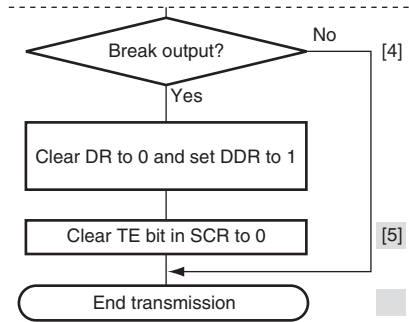 Break output?
No
[4]
Yes
Clear DR to 0 and set DDR to 1
Clear TE bit in SCR to 0
[5]
End transmission